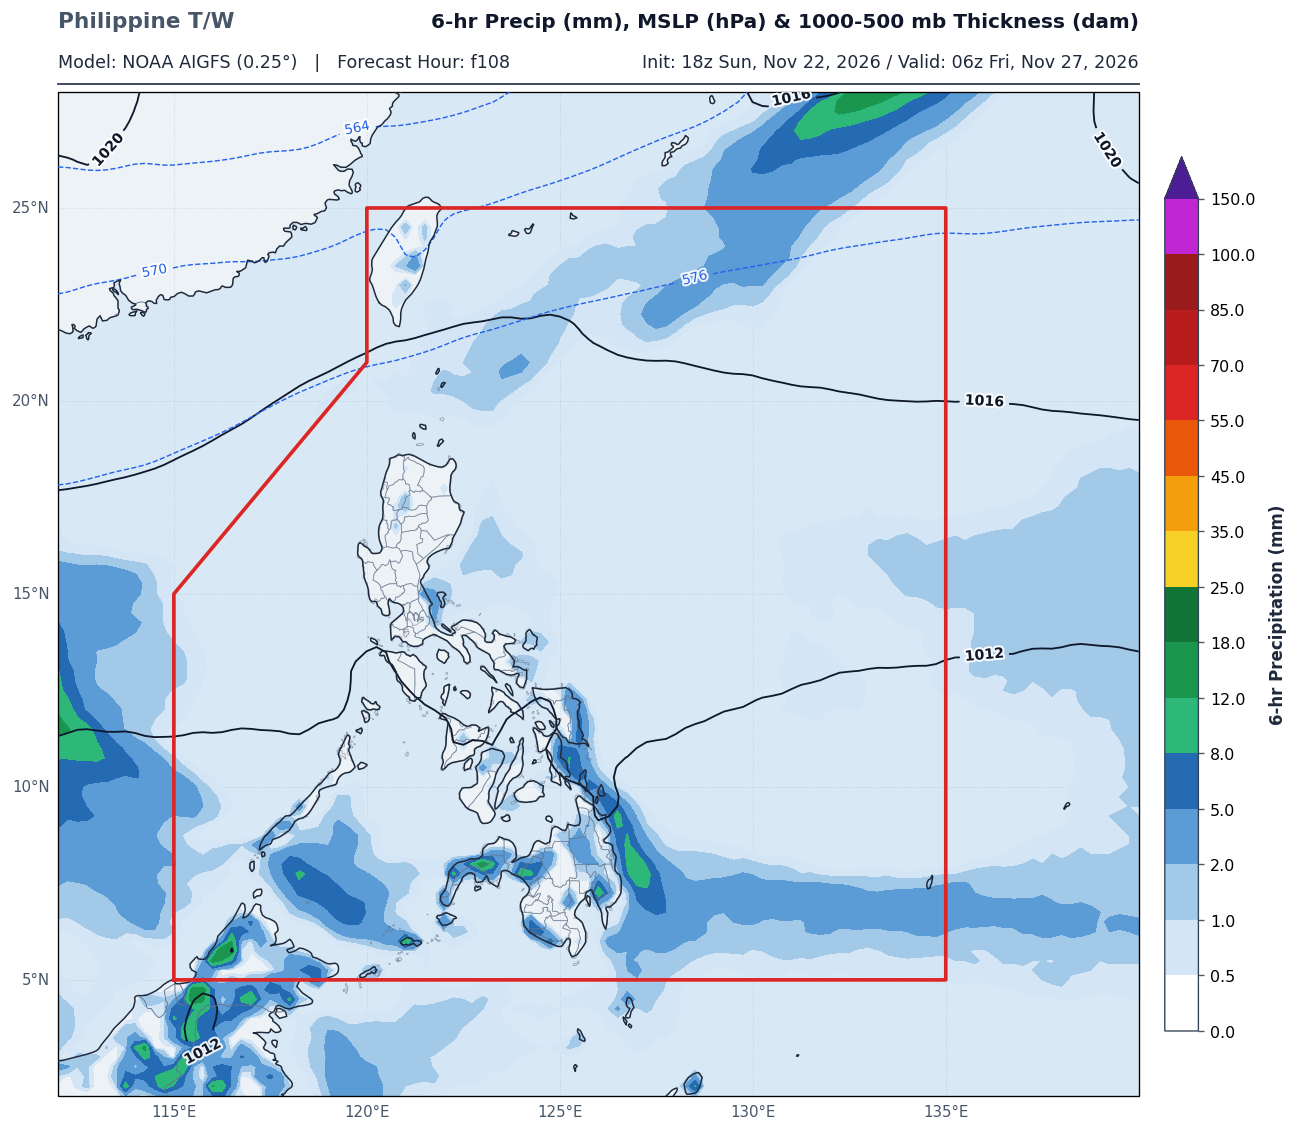 Philippine T/W
6-hr Precip (mm), MSLP (hPa) & 1000-500 mb Thickness (dam)
Model: NOAA AIGFS (0.25°) | Forecast Hour: f108
Init: 18z Sun, Nov 22, 2026 / Valid: 06z Fri, Nov 27, 2026
1016
564
1020
1020
25°N
570
576
20°N
1016
15°N
1012
10°N
5°N
1012
115°E
120°E
125°E
130°E
135°E
150.0
100.0
85.0
70.0
55.0
45.0
35.0
25.0
18.0
12.0
8.0
5.0
2.0
1.0
0.5
0.0
6-hr Precipitation (mm)